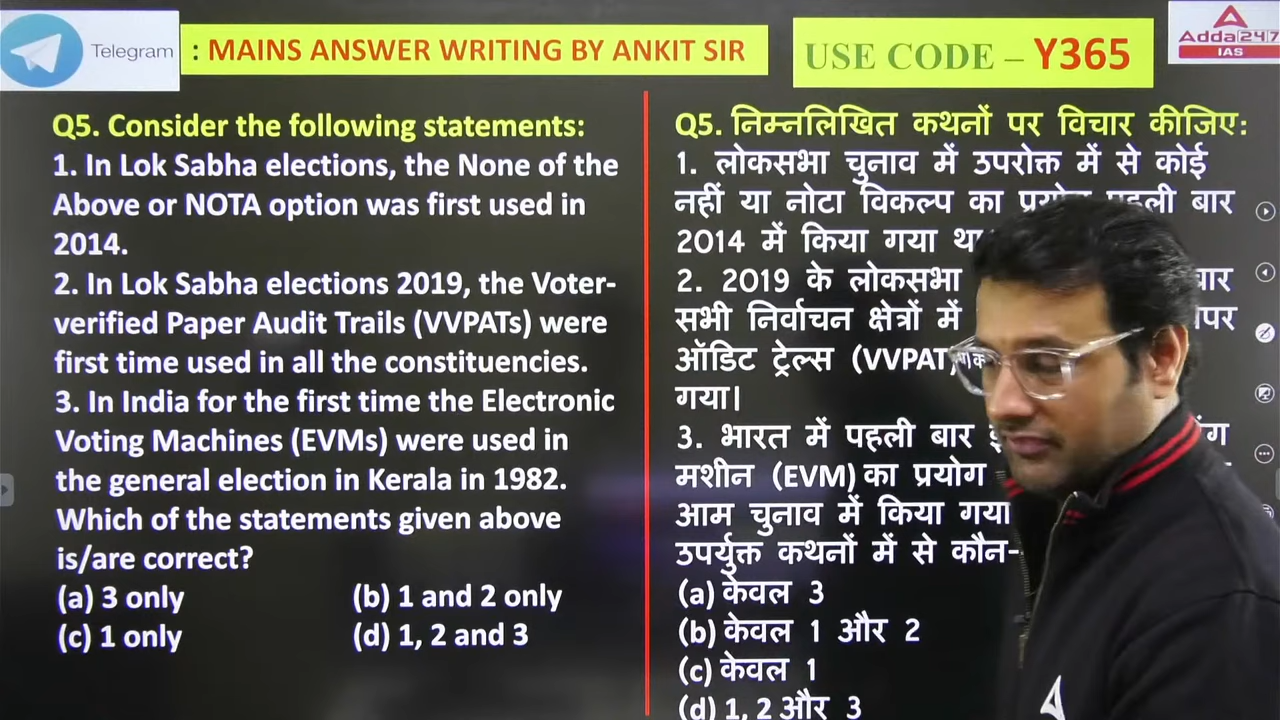 Telegram
: MAINS ANSWER WRITING BY ANKIT SIR
USE CODE – Y365
Adda247
IAS
Q5. Consider the following statements:
1. In Lok Sabha elections, the None of the
Above or NOTA option was first used in
2014.
2. In Lok Sabha elections 2019, the Voter-
verified Paper Audit Trails (VVPATs) were
first time used in all the constituencies.
3. In India for the first time the Electronic
Voting Machines (EVMs) were used in
the general election in Kerala in 1982.
Which of the statements given above
is/are correct?
(a) 3 only (b) 1 and 2 only
(c) 1 only (d) 1, 2 and 3
Q5. निम्नलिखित कथनों पर विचार कीजिए:
1. लोकसभा चुनाव में उपरोक्त में से कोई
नहीं या नोटा विकल्प का प्रयोग पहली बार
2014 में किया गया
2. 2019 के लोकसभा
सभी निर्वाचन क्षेत्रों में
ऑडिट ट्रेल्स (VVPAT)
गया।
3. भारत में पहली बार
मशीन (EVM) का प्रयोग
आम चुनाव में किया गया
उपर्युक्त कथनों में से
(a) केवल 3
(b) केवल 1 और 2
(c) केवल 1
(d) 1, 2 और 3